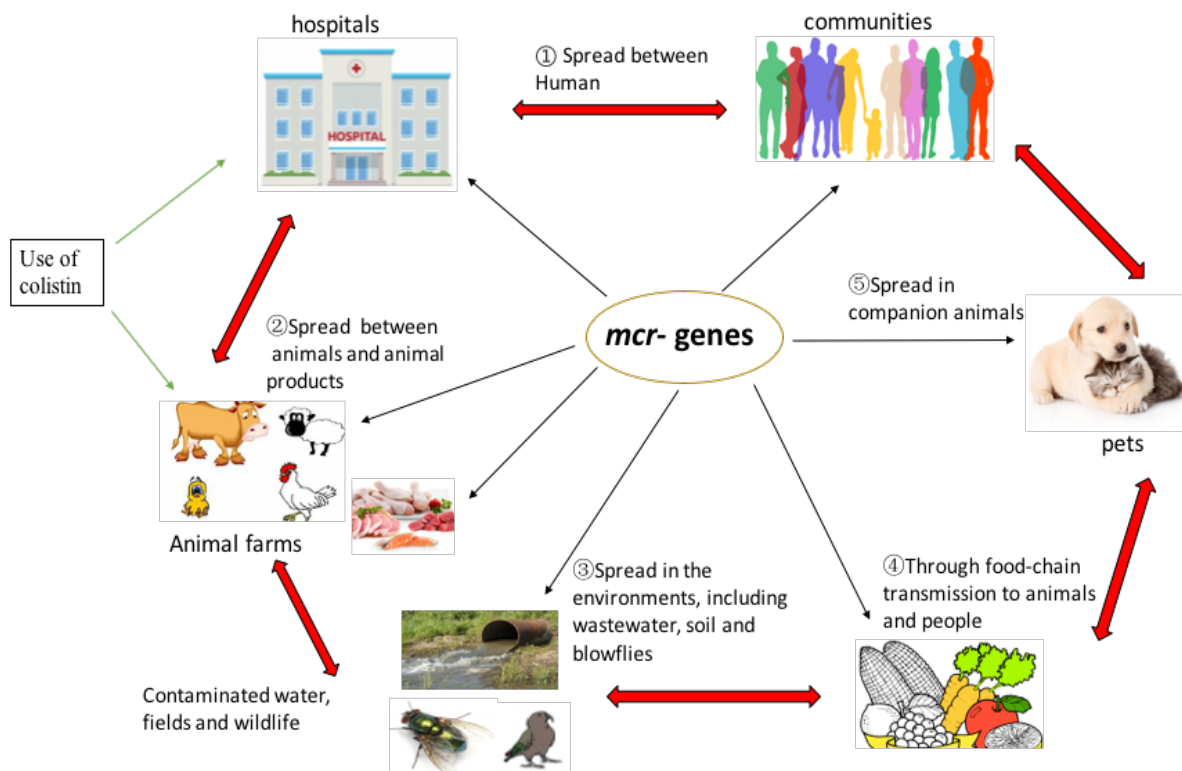 hospitals
communities
① Spread between
Human
HOSPITAL
Use of
colistin
②Spread between
animals and animal
products
mcr- genes
⑤Spread in
companion animals
pets
Animal farms
③Spread in the
environments, including
wastewater, soil and
blowflies
④Through food-chain
transmission to animals
and people
Contaminated water,
fields and wildlife